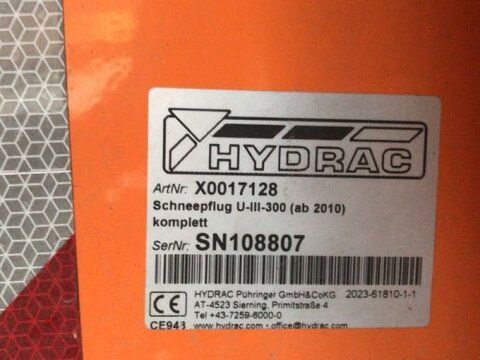 HYDRAC
ArtNr: X0017128
Schneepflug U-III-300 (ab 2010)
komplett
SerNr: SN108807
HYDRAC Pühringer GmbH&CoKG 2023-61810-1-1
AT-4523 Sierning, Primitstraße 4
Tel +43-7259-6000-0
CE943 www.hydrac.com • office@hydrac.com